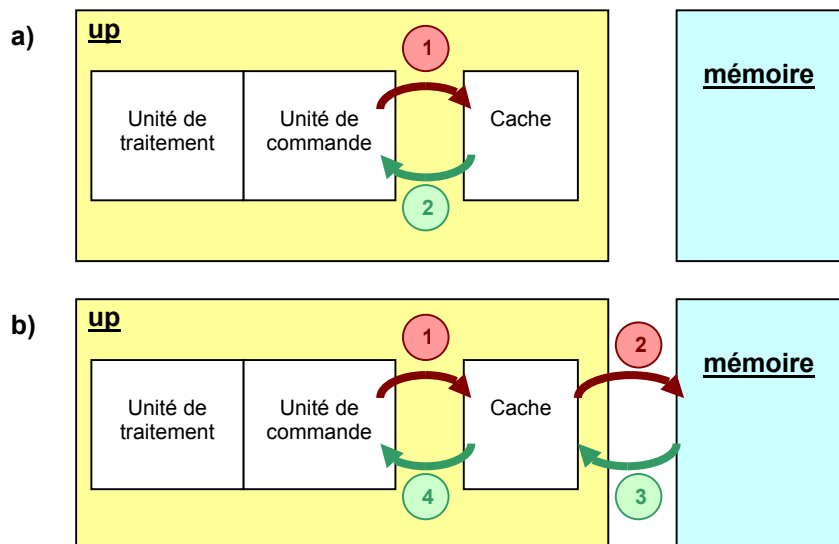 a)
up
1
mémoire
Unité de
traitement
Unité de
commande
Cache
2
b)
up
1
2
mémoire
Unité de
traitement
Unité de
commande
Cache
4
3